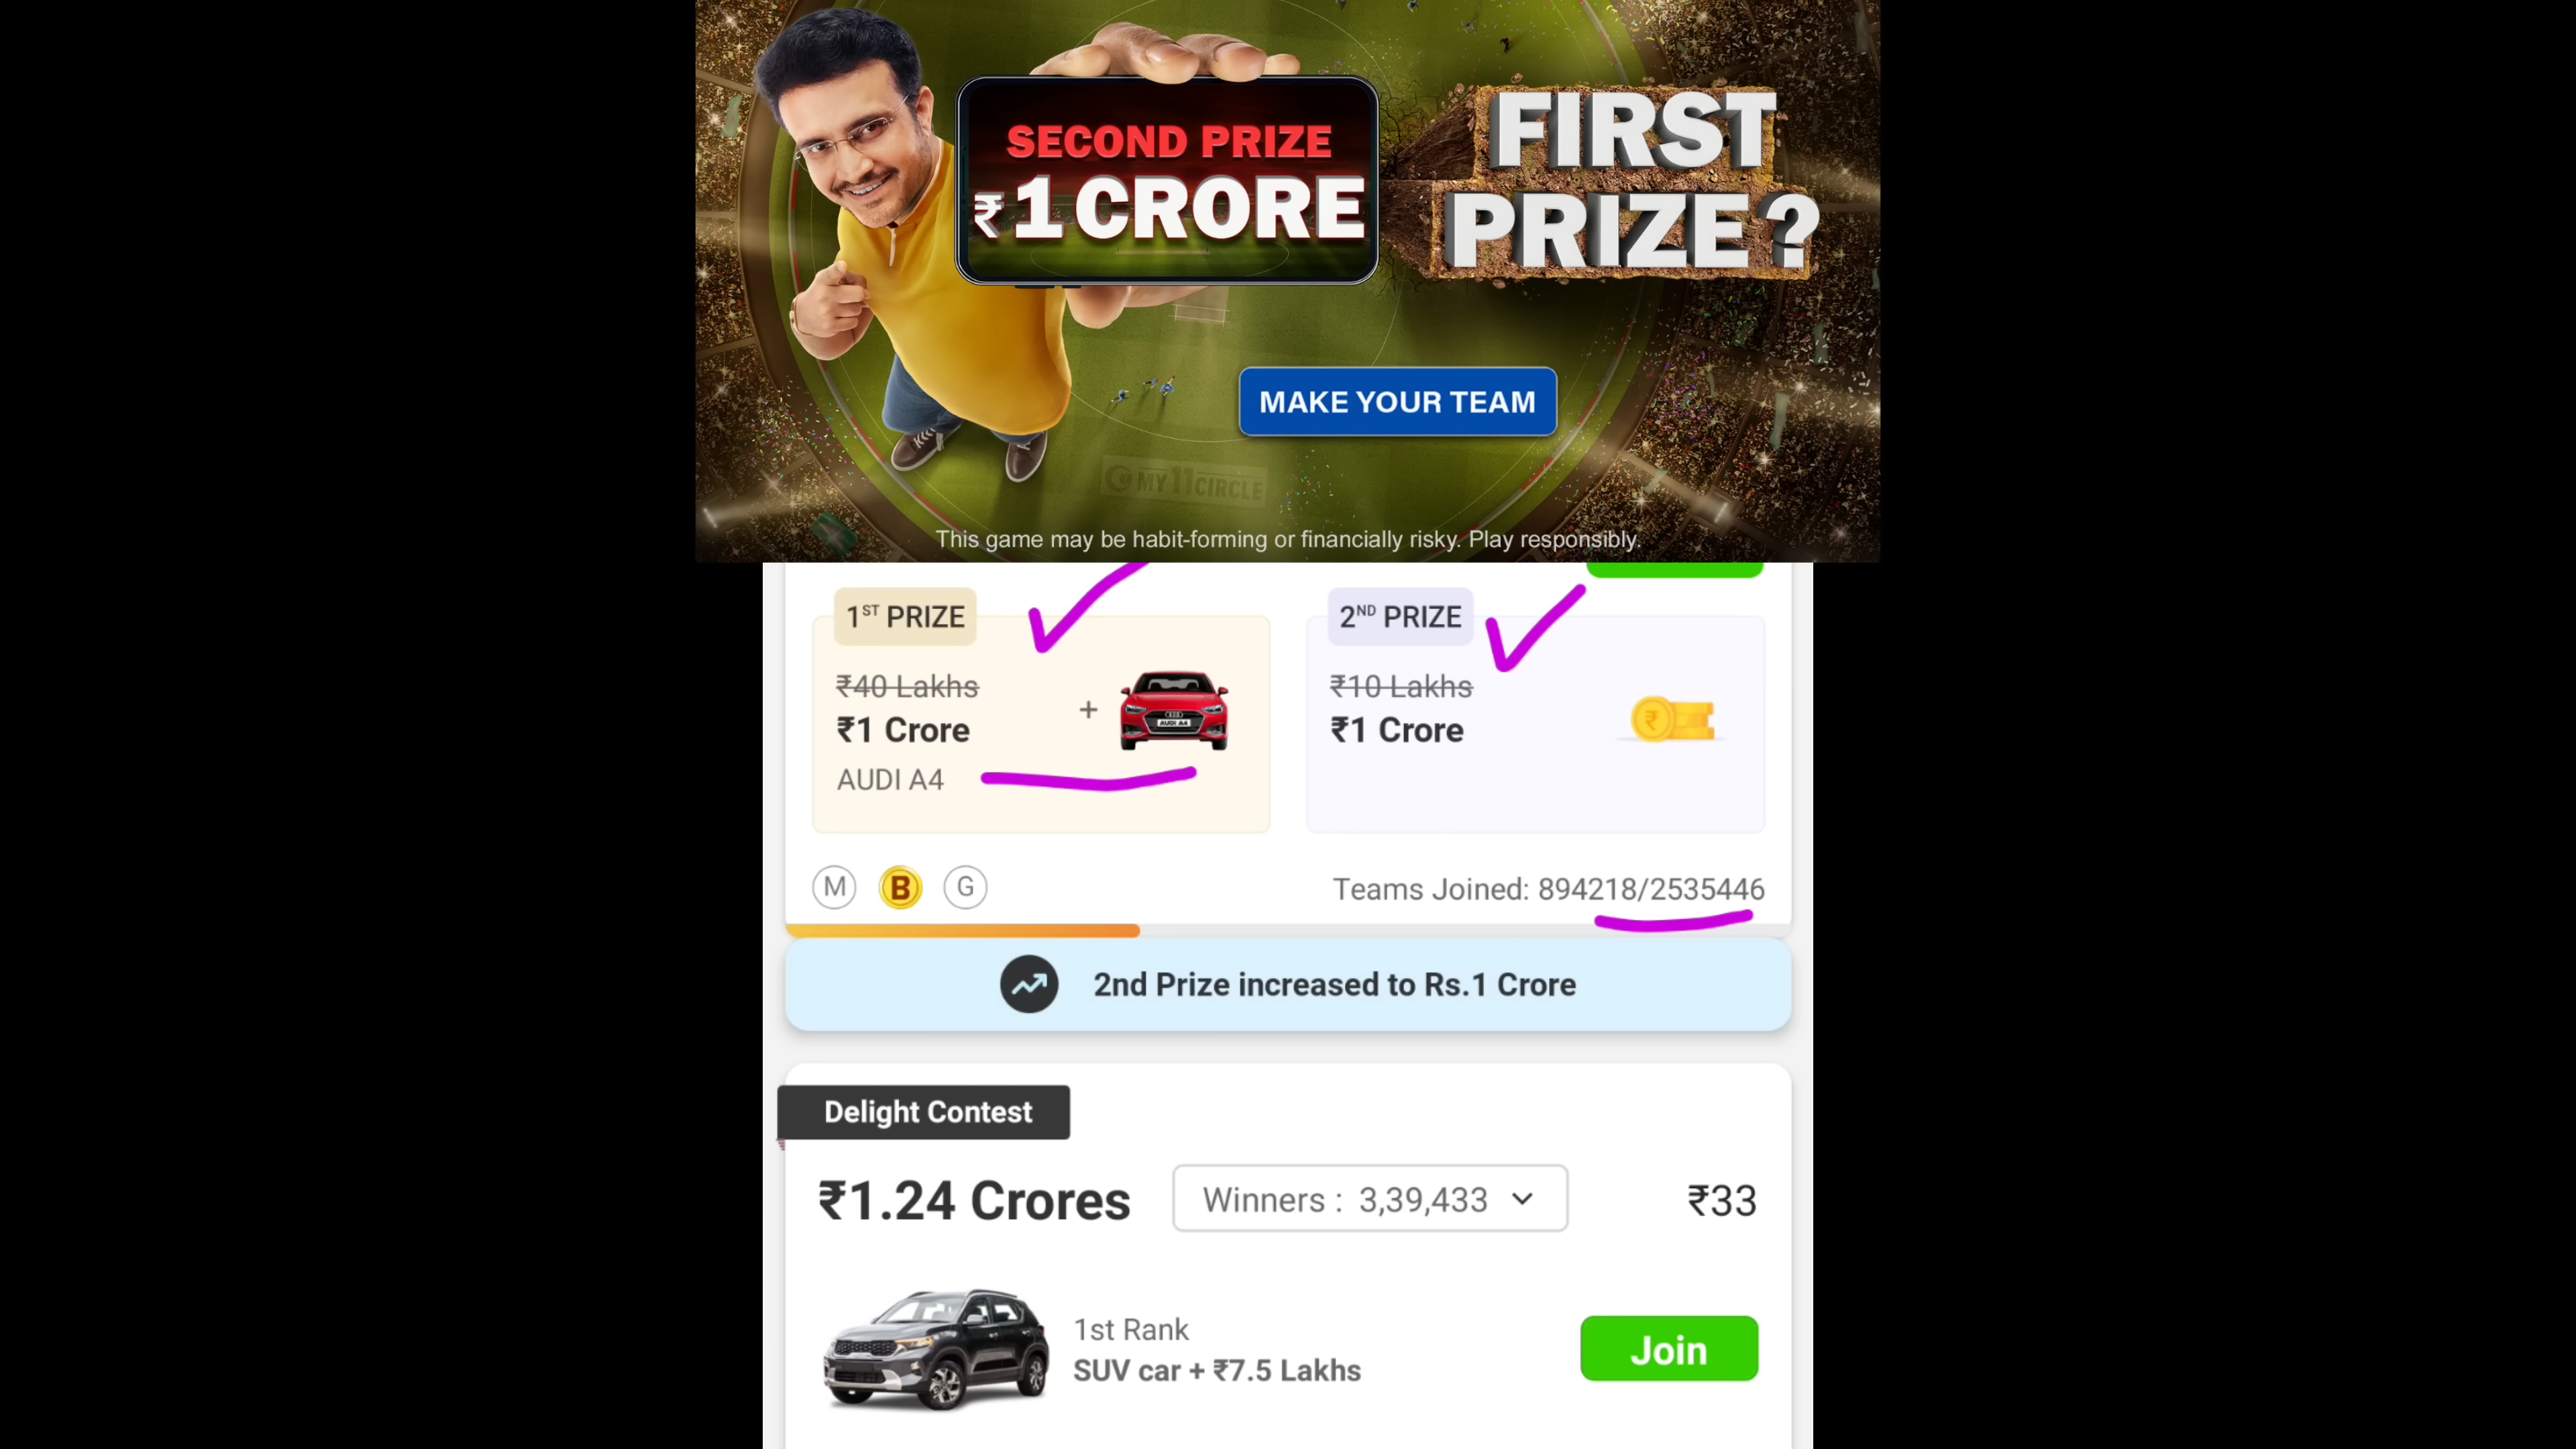 SECOND PRIZE
₹1 CRORE
FIRST
PRIZE?
MAKE YOUR TEAM
MY11CIRCLE
This game may be habit-forming or financially risky. Play responsibly.
1ST PRIZE
₹40 Lakhs
₹1 Crore
+
AUDI A4
AUDI A4
2ND PRIZE
₹10 Lakhs
₹1 Crore
₹
M B G
Teams Joined: 894218/2535446
2nd Prize increased to Rs.1 Crore
Delight Contest
₹1.24 Crores
Winners : 3,39,433
₹33
1st Rank
SUV car + ₹7.5 Lakhs
Join